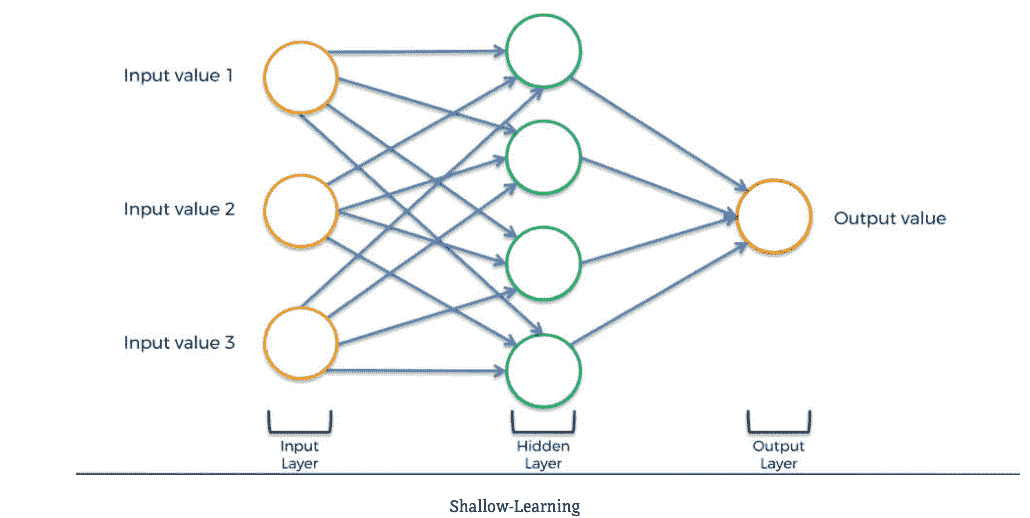 Input value 1
Input value 2
Output value
Input value 3
Input
Layer
Hidden
Layer
Output
Layer
Shallow-Learning